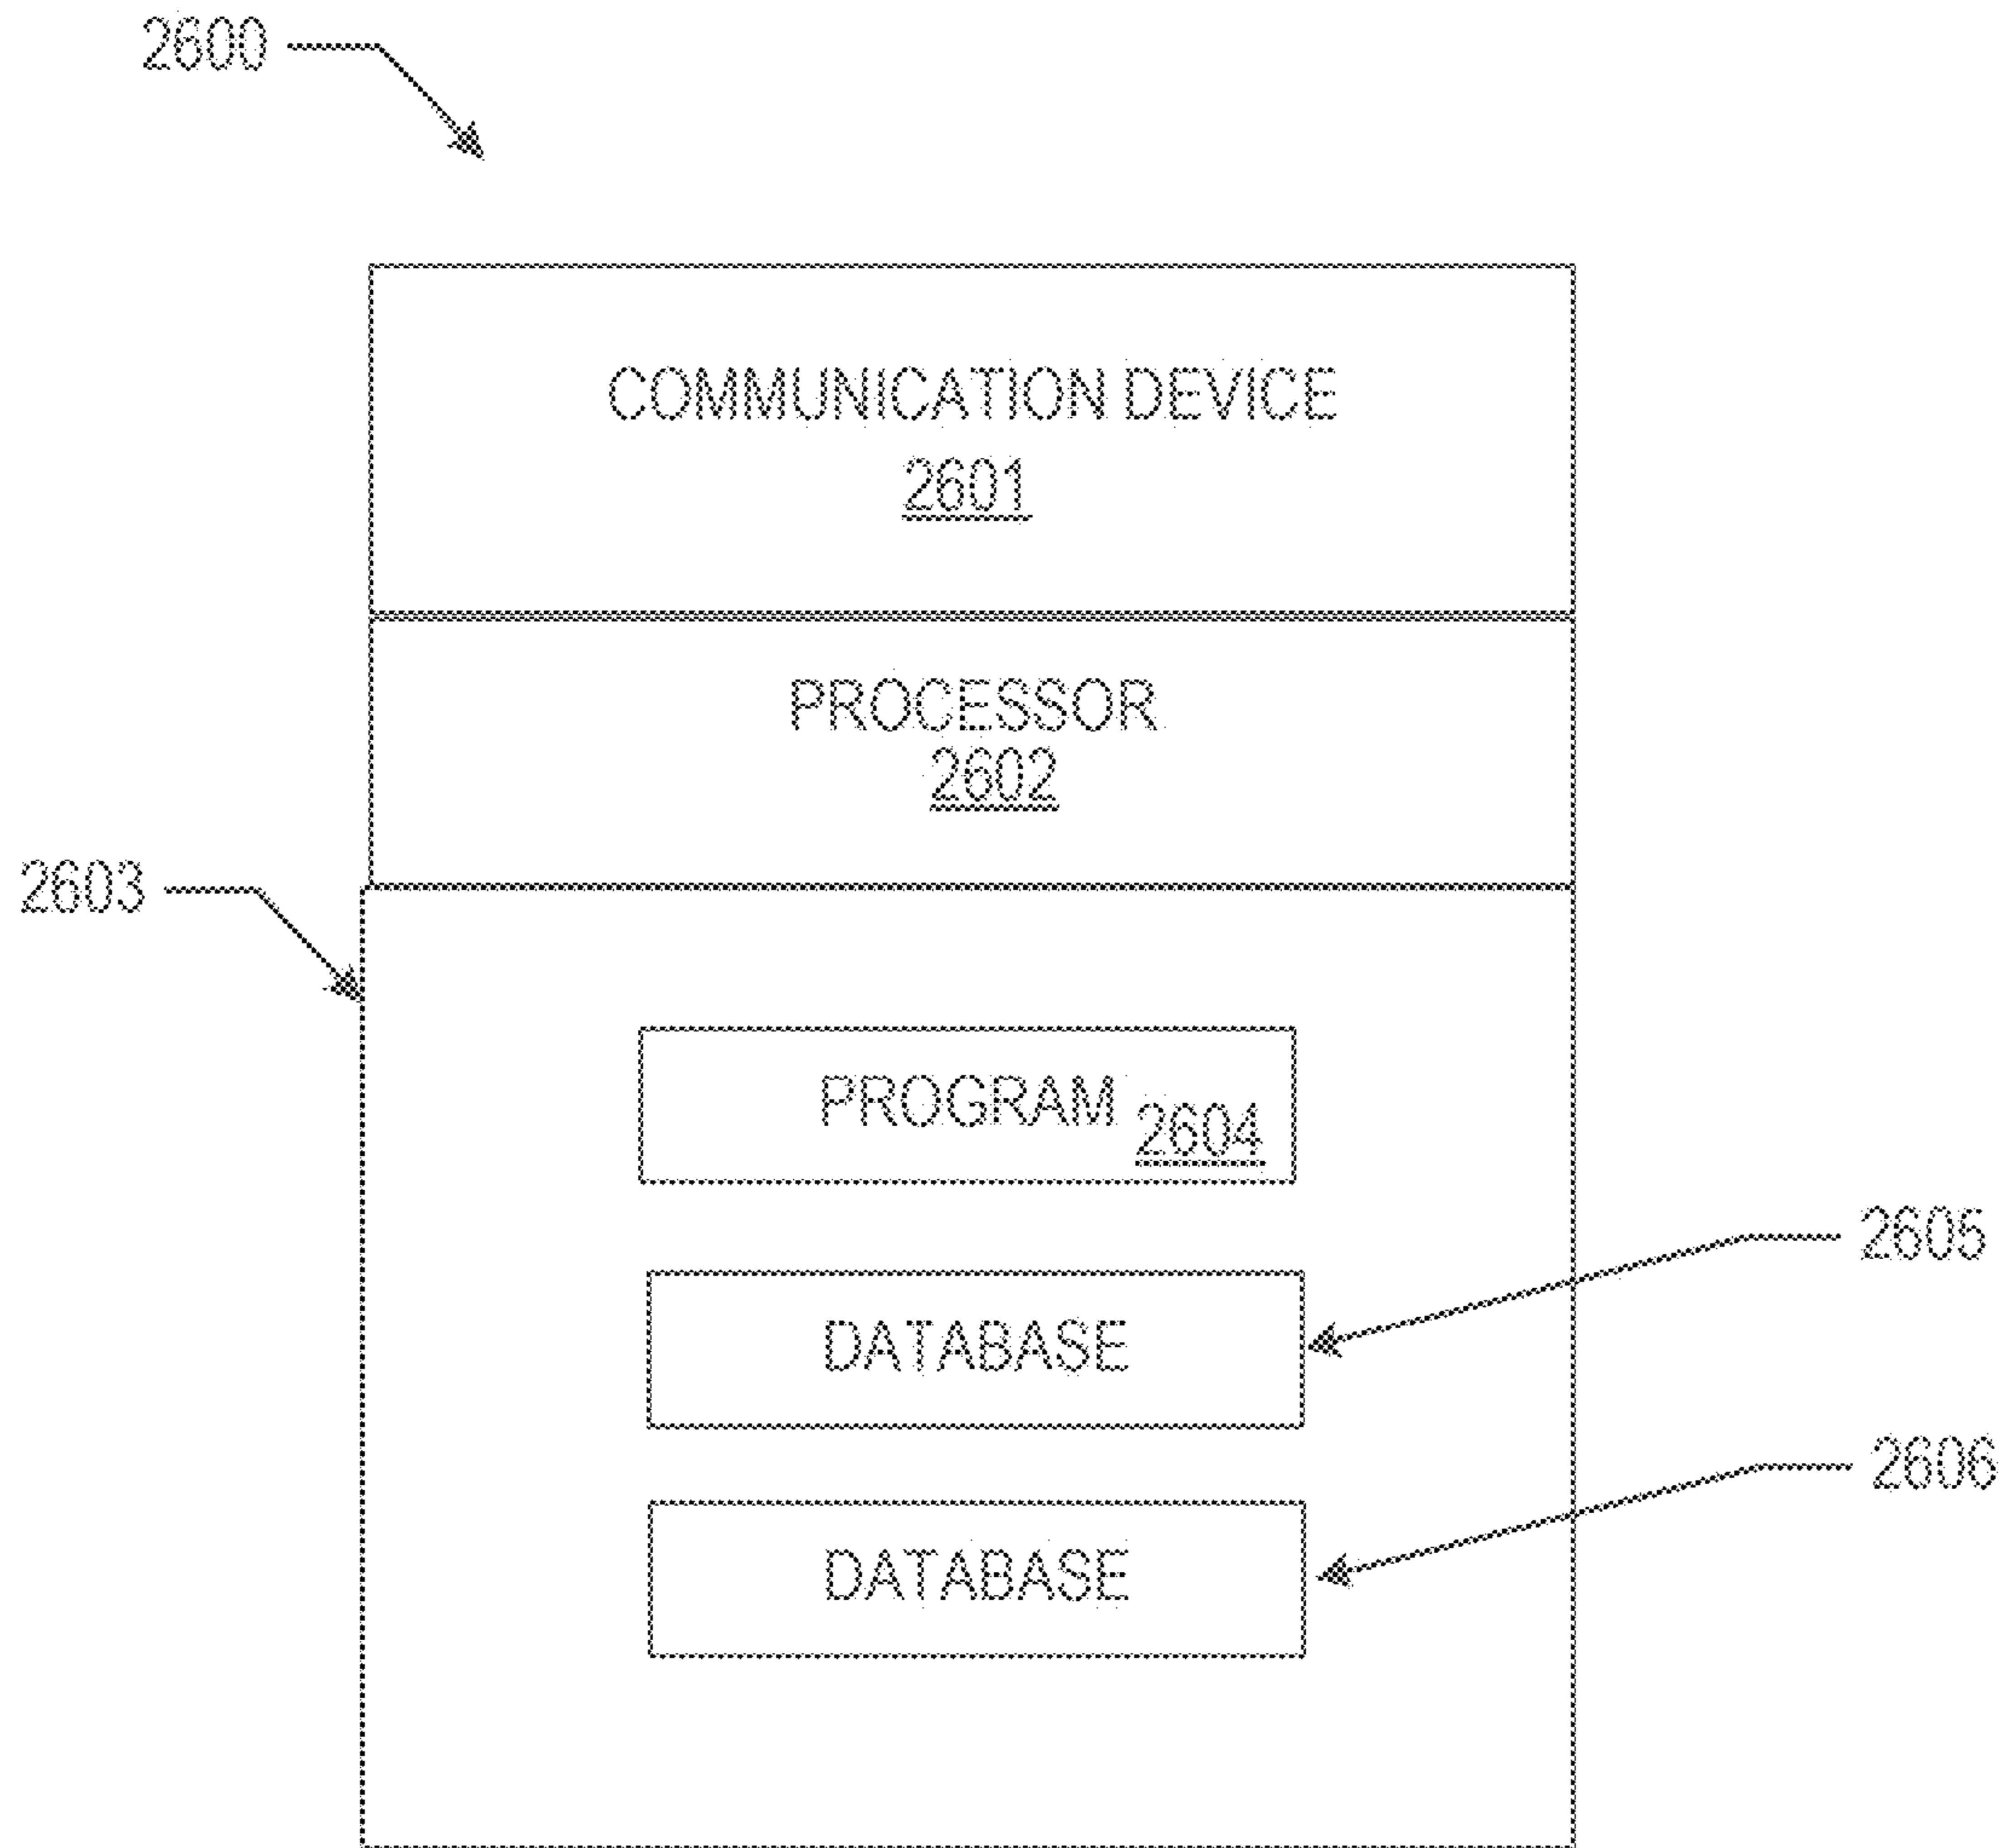 2600
COMMUNICATION DEVICE
2601
PROCESSOR
2602
2603
PROGRAM 2604
2605
DATABASE
2606
DATABASE